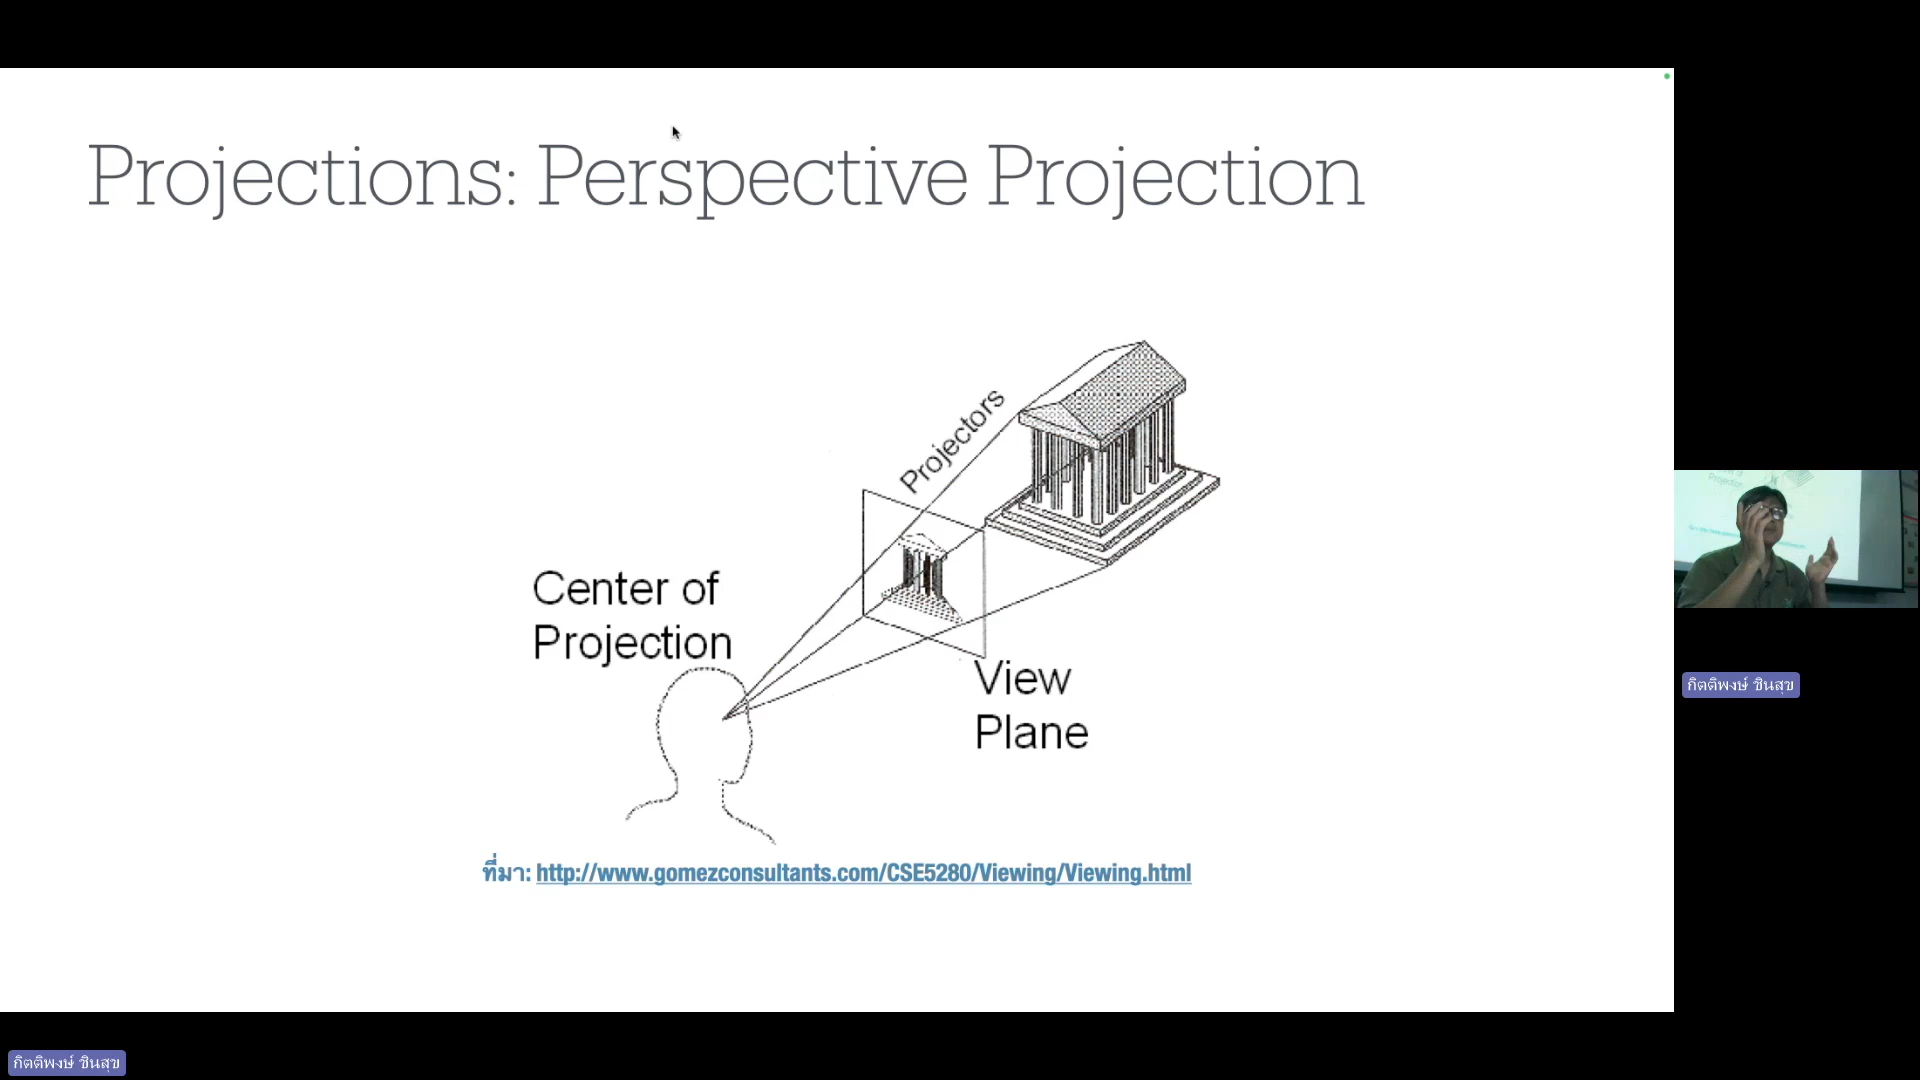 Projections: Perspective Projection
Projectors
Center of
Projection
View
Plane
ที่มา: http://www.gomezconsultants.com/CSE5280/Viewing/Viewing.html
กิตติพงษ์ ชินสุข
กิตติพงษ์ ชินสุข